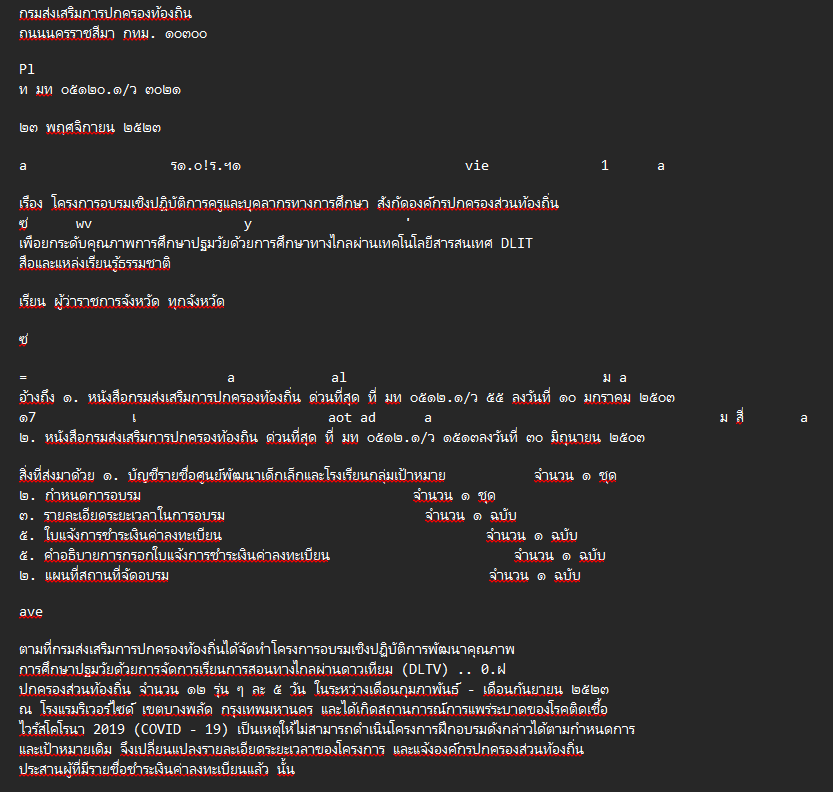 กรมส่งเสริมการปกครองท้องถิ่น
ถนนนครราชสีมา กทม. ๑๐๓๐๐
Pl
ท มท ๐๕๑๒๐.๑/ว ๓๐๒๑
๒๓ พฤศจิกายน ๒๕๒๓
a ร๑.๐!ร.ฯ๑ vie 1 a
เรื่อง โครงการอบรมเชิงปฏิบัติการครูและบุคลากรทางการศึกษา สังกัดองค์กรปกครองส่วนท้องถิ่น
ซ่ wv y '
เพือยกระดับคุณภาพการศึกษาปฐมวัยด้วยการศึกษาทางไกลผ่านเทคโนโลยีสารสนเทศ DLIT
สือและแหล่งเรียนรู้ธรรมชาติ
เรียน ผู้ว่าราชการจังหวัด ทุกจังหวัด
ซ่
= a al ม a
อ้างถึง ๑. หนังสือกรมส่งเสริมการปกครองท้องถิ่น ด่วนที่สุด ที่ มท ๐๕๑๒.๑/ว ๕๕ ลงวันที่ ๑๐ มกราคม ๒๕๐๓
๑7 เ aot ad a ม สี่ a
๒. หนังสือกรมส่งเสริมการปกครองท้องถิน ด่วนที่สุด ที่ มท ๐๕๑๒.๑/ว ๑๕๑๓ลงวันที่ ๓๐ มิถุนายน ๒๕๐๓
สิ่งที่ส่งมาด้วย ๑. บัญชีรายชื่อศูนย์พัฒนาเด็กเล็กและโรงเรียนกลุ่มเป้าหมาย จำนวน ๑ ชุด
๒. กำหนดการอบรม จำนวน ๑ ชุด
๓. รายละเอียดระยะเวลาในการอบรม จำนวน ๑ ฉบับ
๕. ใบแจ้งการชำระเงินค่าลงทะเบียน จำนวน ๑ ฉบับ
๕. คำอธิบายการกรอกใบแจ้งการชำระเงินค่าลงทะเบียน จำนวน ๑ ฉบับ
๒. แผนที่สถานที่จัดอบรม จำนวน ๑ ฉบับ
ave
ตามที่กรมส่งเสริมการปกครองท้องถิ่นได้จัดทำโครงการอบรมเชิงปฏิบัติการพัฒนาคุณภาพ
การศึกษาปฐมวัยด้วยการจัดการเรียนการสอนทางไกลผ่านดาวเทียม (DLTV) .. 0.ฝ
ปกครองส่วนท้องถิ่น จำนวน ๑๒ รุ่น ๆ ละ ๕ วัน ในระหว่างเดือนกุมภาพันธ์ - เดือนกันยายน ๒๕๒๓
ณ โรงแรมริเวอร์ไซด์ เขตบางพลัด กรุงเทพมหานคร และได้เกิดสถานการณ์การแพร่ระบาดของโรคติดเชื้อ
ไวรัสโคโรนา 2019 (COVID - 19) เป็นเหตุให้ไม่สามารถดำเนินโครงการฝึกอบรมดังกล่าวได้ตามกำหนดการ
และเป้าหมายเดิม จึงเปลี่ยนแปลงรายละเอียดระยะเวลาของโครงการ และแจ้งองค์กรปกครองส่วนท้องถิ่น
ประสานผู้ที่มีรายชื่อชำระเงินค่าลงทะเบียนแล้ว นั้น